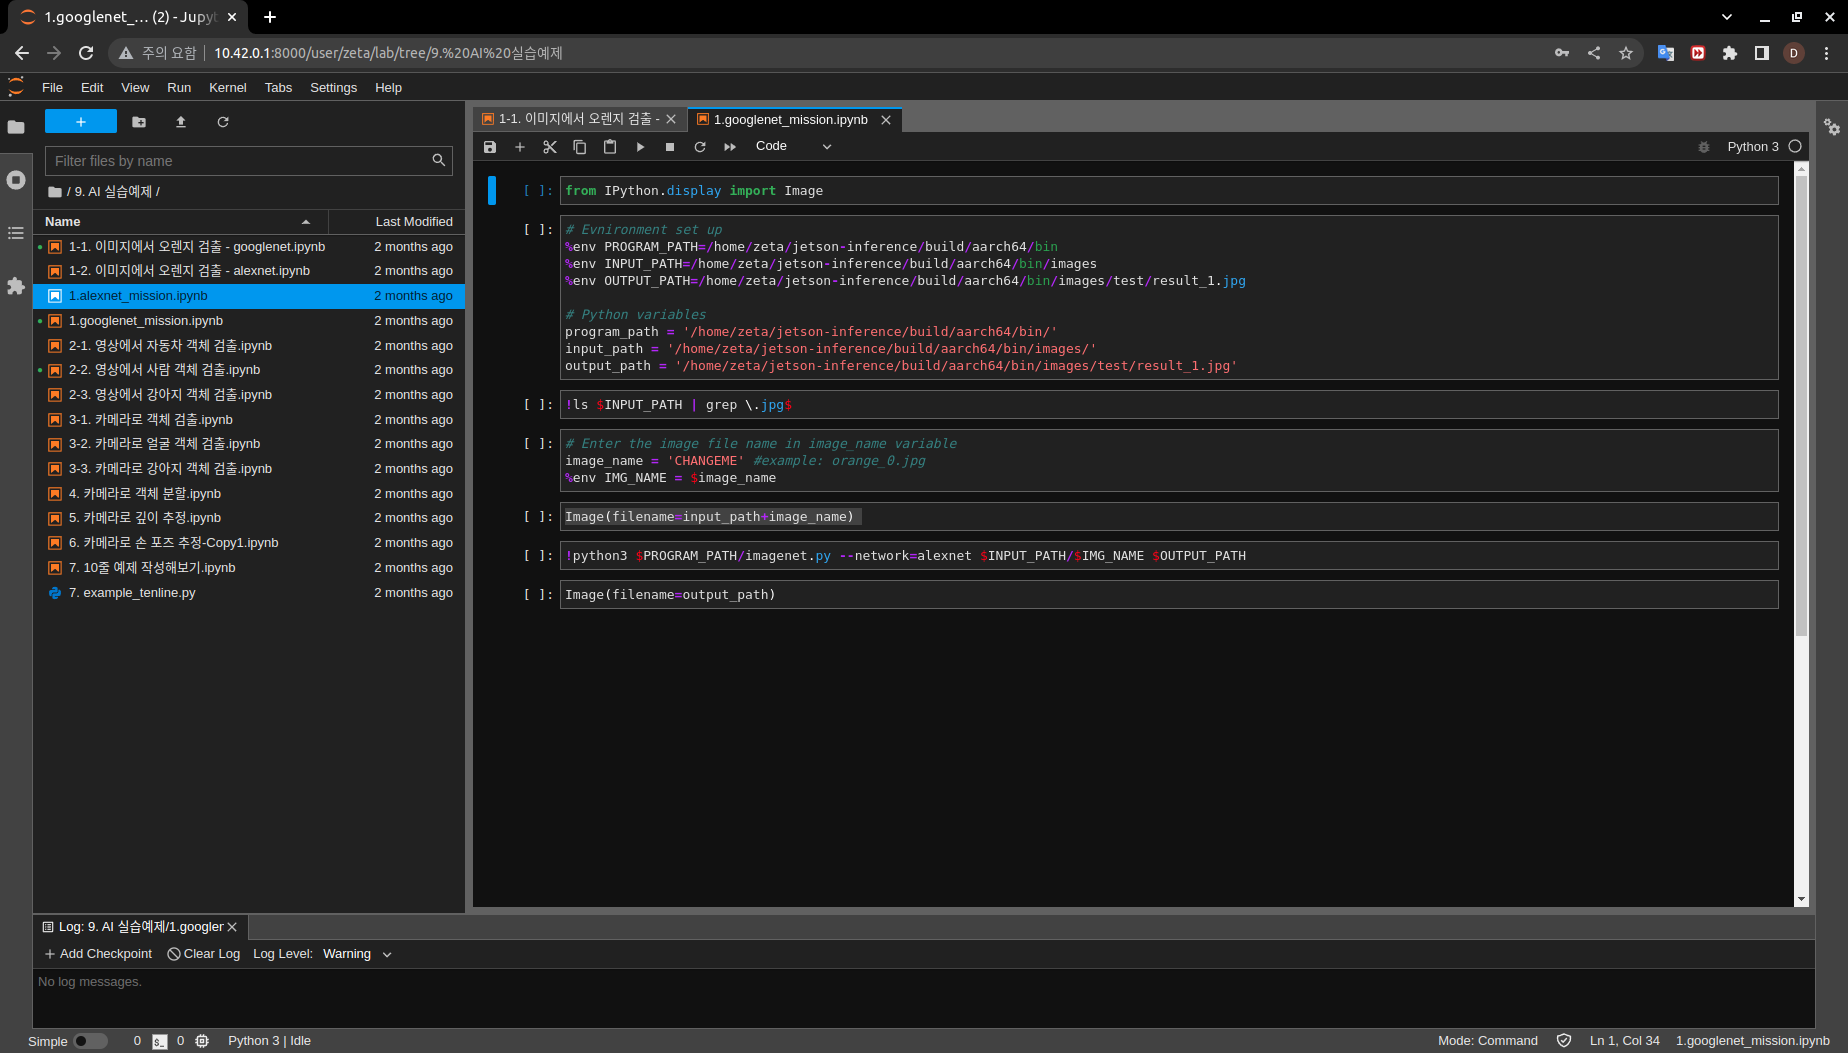 1.googlenet_... (2) - Jupyt
주의 요함 | 10.42.0.1:8000/user/zeta/lab/tree/9.%20AI%20실습예제
D
File Edit View Run Kernel Tabs Settings Help
Filter files by name
/ 9. AI 실습예제 /
Name Last Modified
1-1. 이미지에서 오렌지 검출 - googlenet.ipynb 2 months ago
1-2. 이미지에서 오렌지 검출 - alexnet.ipynb 2 months ago
1.alexnet_mission.ipynb 2 months ago
1.googlenet_mission.ipynb 2 months ago
2-1. 영상에서 자동차 객체 검출.ipynb 2 months ago
2-2. 영상에서 사람 객체 검출.ipynb 2 months ago
2-3. 영상에서 강아지 객체 검출.ipynb 2 months ago
3-1. 카메라로 객체 검출.ipynb 2 months ago
3-2. 카메라로 얼굴 객체 검출.ipynb 2 months ago
3-3. 카메라로 강아지 객체 검출.ipynb 2 months ago
4. 카메라로 객체 분할.ipynb 2 months ago
5. 카메라로 깊이 추정.ipynb 2 months ago
6. 카메라로 손 포즈 추정-Copy1.ipynb 2 months ago
7. 10줄 예제 작성해보기.ipynb 2 months ago
7. example_tenline.py 2 months ago
1-1. 이미지에서 오렌지 검출 - 
1.googlenet_mission.ipynb
Code
Python 3
[ ]: from IPython.display import Image
[ ]: # Evnironment set up
%env PROGRAM_PATH=/home/zeta/jetson-inference/build/aarch64/bin
%env INPUT_PATH=/home/zeta/jetson-inference/build/aarch64/bin/images
%env OUTPUT_PATH=/home/zeta/jetson-inference/build/aarch64/bin/images/test/result_1.jpg
# Python variables
program_path = '/home/zeta/jetson-inference/build/aarch64/bin/'
input_path = '/home/zeta/jetson-inference/build/aarch64/bin/images/'
output_path = '/home/zeta/jetson-inference/build/aarch64/bin/images/test/result_1.jpg'
[ ]: !ls $INPUT_PATH | grep \.jpg$
[ ]: # Enter the image file name in image_name variable
image_name = 'CHANGEME' #example: orange_0.jpg
%env IMG_NAME = $image_name
[ ]: Image(filename=input_path+image_name)
[ ]: !python3 $PROGRAM_PATH/imagenet.py --network=alexnet $INPUT_PATH/$IMG_NAME $OUTPUT_PATH
[ ]: Image(filename=output_path)
Log: 9. AI 실습예제/1.googler
Add Checkpoint Clear Log Log Level: Warning
No log messages.
Simple 0 $_ 0 Python 3 | Idle Mode: Command Ln 1, Col 34 1.googlenet_mission.ipynb